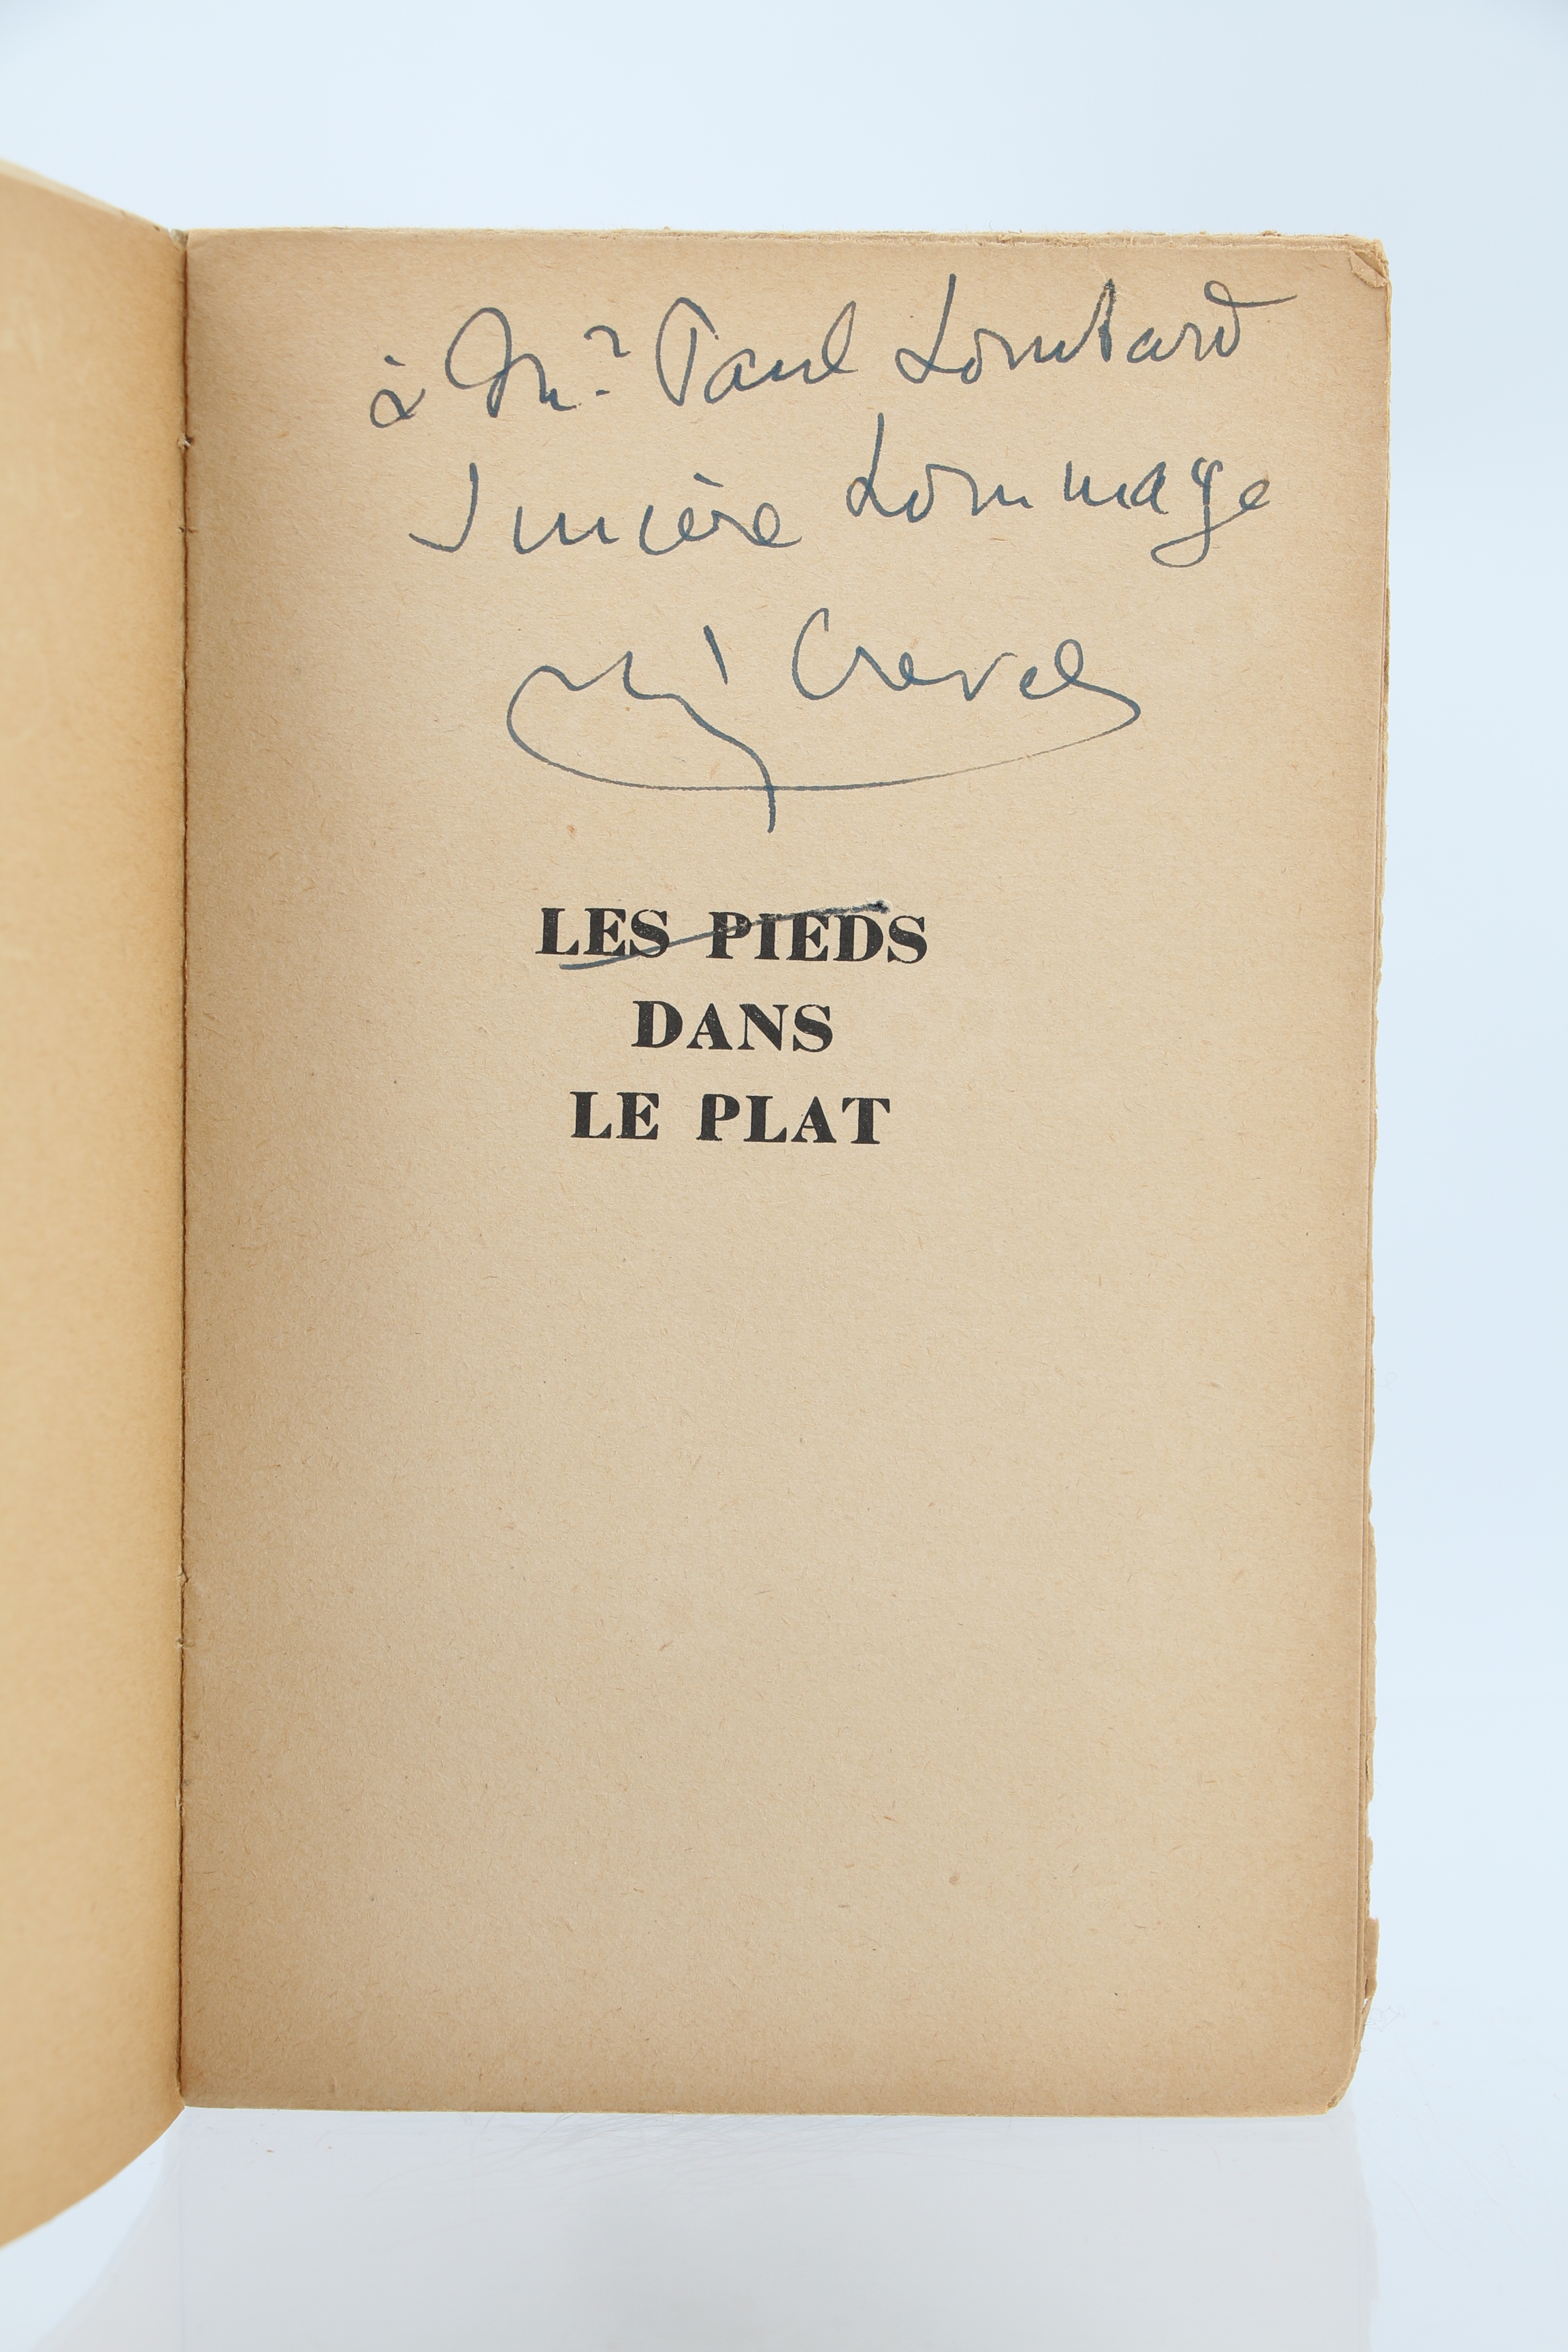 à Mr. Paul Lombard
sincère hommage
Crevel
LES PIEDS
DANS
LE PLAT